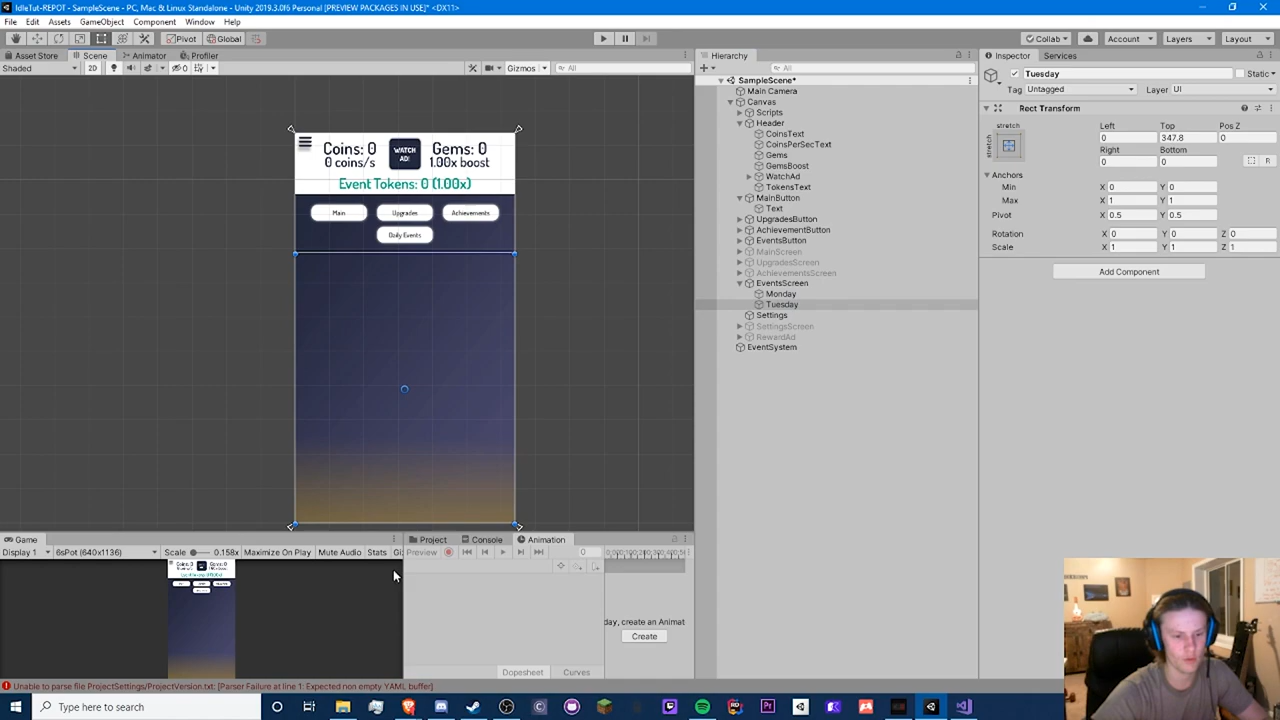 IdleTut-REPOT - SampleScene - PC, Mac & Linux Standalone - Unity 2019.3.0f6 Personal [PREVIEW PACKAGES IN USE]* <DX11>
File Edit Assets GameObject Component Window Help
Pivot Global Collab Account Layers Layout
Asset Store Scene Animator Profiler
Shaded 2D 0 Gizmos All
Coins: 0 WATCH AD! Gems: 0
0 coins/s 1.00x boost
Event Tokens: 0 (1.00x)
Main Upgrades Achievements
Daily Events
Hierarchy
All
SampleScene*
Main Camera
Canvas
Scripts
Header
CoinsText
CoinsPerSecText
Gems
GemsBoost
WatchAd
TokensText
MainButton
Text
UpgradesButton
AchievementButton
EventsButton
MainScreen
UpgradesScreen
AchievementsScreen
EventsScreen
Monday
Tuesday
Settings
SettingsScreen
RewardAd
EventSystem
Inspector Services
Tuesday Static
Tag Untagged Layer UI
Rect Transform
stretch Left Top Pos Z
stretch 0 347.8 0
Right Bottom
0 0 R
Anchors
Min X 0 Y 0
Max X 1 Y 1
Pivot X 0.5 Y 0.5
Rotation X 0 Y 0 Z 0
Scale X 1 Y 1 Z 1
Add Component
Game
Display 1 6sPot (640x1136) Scale 0.158x Maximize On Play Mute Audio Stats Gi
Project Console Animation
Preview 0
day, create an Animat
Create
Dopesheet Curves
Unable to parse file ProjectSettings/ProjectVersion.txt: [Parser Failure at line 1: Expected non empty YAML buffer]
Type here to search